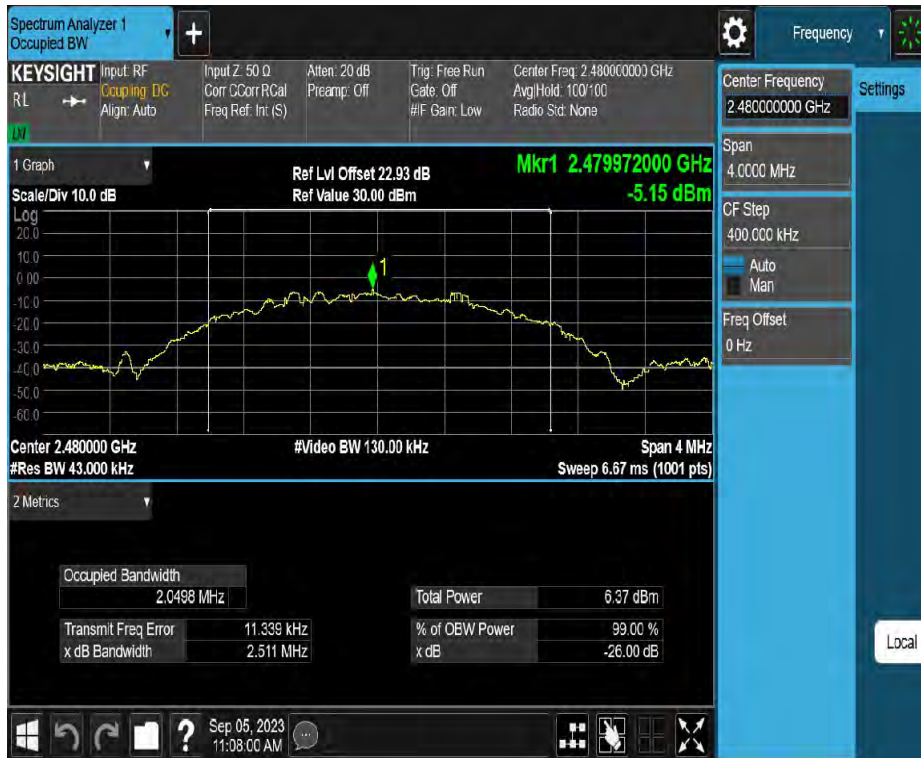 Spectrum Analyzer 1
Occupied BW
+
Frequency
KEYSIGHT
RL
LXI
Input: RF
Coupling: DC
Align: Auto
Input Z: 50 Ω
Corr CCorr RCal
Freq Ref: Int (S)
Atten: 20 dB
Preamp: Off
Trig: Free Run
Gate: Off
#IF Gain: Low
Center Freq: 2.480000000 GHz
Avg|Hold: 100/100
Radio Std: None
Center Frequency
2.480000000 GHz
Settings
Span
4.0000 MHz
CF Step
400.000 kHz
Auto
Man
Freq Offset
0 Hz
1 Graph
Scale/Div 10.0 dB
Ref Lvl Offset 22.93 dB
Ref Value 30.00 dBm
Mkr1 2.479972000 GHz
-5.15 dBm
Log
20.0
10.0
0.00
-10.0
-20.0
-30.0
-40.0
-50.0
-60.0
1
Center 2.480000 GHz
#Video BW 130.00 kHz
Span 4 MHz
#Res BW 43.000 kHz
Sweep 6.67 ms (1001 pts)
2 Metrics
Occupied Bandwidth
2.0498 MHz
Total Power 6.37 dBm
Transmit Freq Error 11.339 kHz
% of OBW Power 99.00 %
x dB Bandwidth 2.511 MHz
x dB -26.00 dB
Local
?
Sep 05, 2023
11:08:00 AM